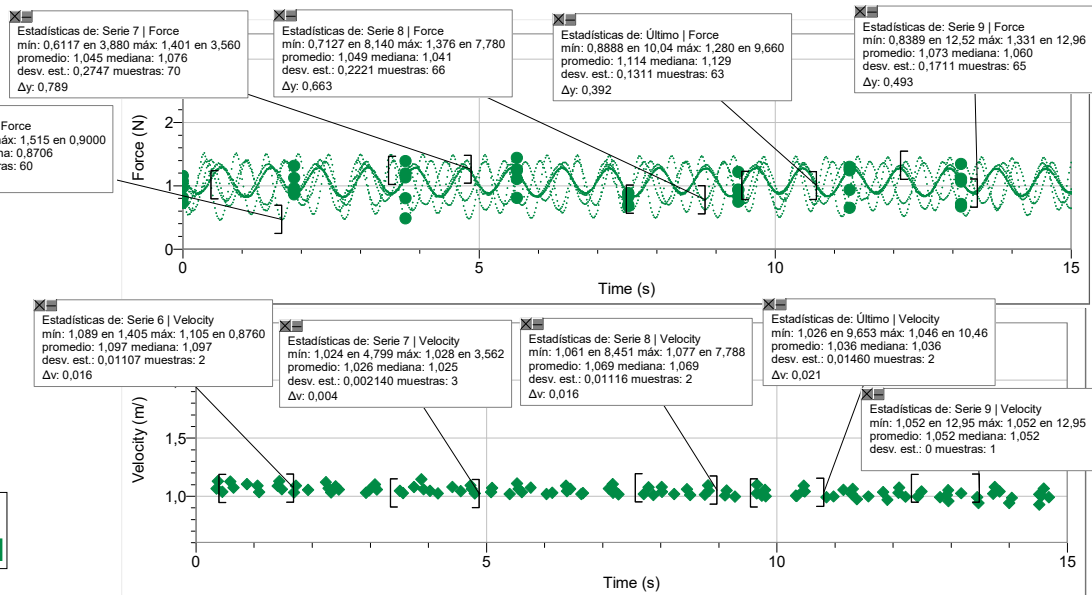 Estadísticas de: Serie 7 | Force
mín: 0,6117 en 3,880 máx: 1,401 en 3,560
promedio: 1,045 mediana: 1,076
desv. est.: 0,2747 muestras: 70
Δy: 0,789
Estadísticas de: Serie 8 | Force
mín: 0,7127 en 8,140 máx: 1,376 en 7,780
promedio: 1,049 mediana: 1,041
desv. est.: 0,2221 muestras: 66
Δy: 0,663
Estadísticas de: Último | Force
mín: 0,8888 en 10,04 máx: 1,280 en 9,660
promedio: 1,114 mediana: 1,129
desv. est.: 0,1311 muestras: 63
Δy: 0,392
Estadísticas de: Serie 9 | Force
mín: 0,8389 en 12,52 máx: 1,331 en 12,96
promedio: 1,073 mediana: 1,060
desv. est.: 0,1711 muestras: 65
Δy: 0,493
Force
máx: 1,515 en 0,9000
na: 0,8706
ras: 60
Force (N)
2
1
0
0
5
10
15
Time (s)
Estadísticas de: Serie 6 | Velocity
mín: 1,089 en 1,405 máx: 1,105 en 0,8760
promedio: 1,097 mediana: 1,097
desv. est.: 0,01107 muestras: 2
Δv: 0,016
Estadísticas de: Serie 7 | Velocity
mín: 1,024 en 4,799 máx: 1,028 en 3,562
promedio: 1,026 mediana: 1,025
desv. est.: 0,002140 muestras: 3
Δv: 0,004
Estadísticas de: Serie 8 | Velocity
mín: 1,061 en 8,451 máx: 1,077 en 7,788
promedio: 1,069 mediana: 1,069
desv. est.: 0,01116 muestras: 2
Δv: 0,016
Estadísticas de: Último | Velocity
mín: 1,026 en 9,653 máx: 1,046 en 10,46
promedio: 1,036 mediana: 1,036
desv. est.: 0,01460 muestras: 2
Δv: 0,021
Estadísticas de: Serie 9 | Velocity
mín: 1,052 en 12,95 máx: 1,052 en 12,95
promedio: 1,052 mediana: 1,052
desv. est.: 0 muestras: 1
Velocity (m/)
1,5
1,0
0
5
10
15
Time (s)